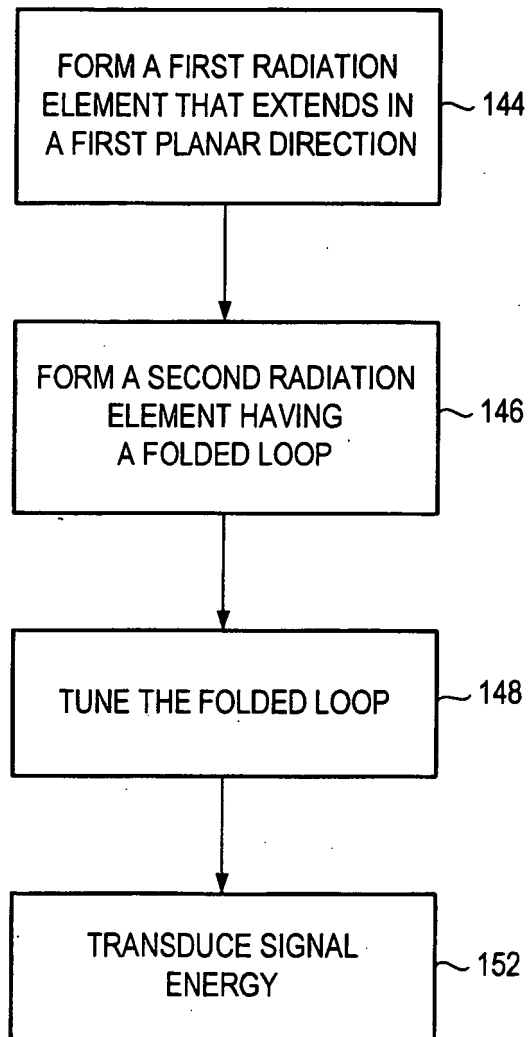 FORM A FIRST RADIATION
ELEMENT THAT EXTENDS IN
A FIRST PLANAR DIRECTION
144
FORM A SECOND RADIATION
ELEMENT HAVING
A FOLDED LOOP
146
TUNE THE FOLDED LOOP
148
TRANSDUCE SIGNAL
ENERGY
152